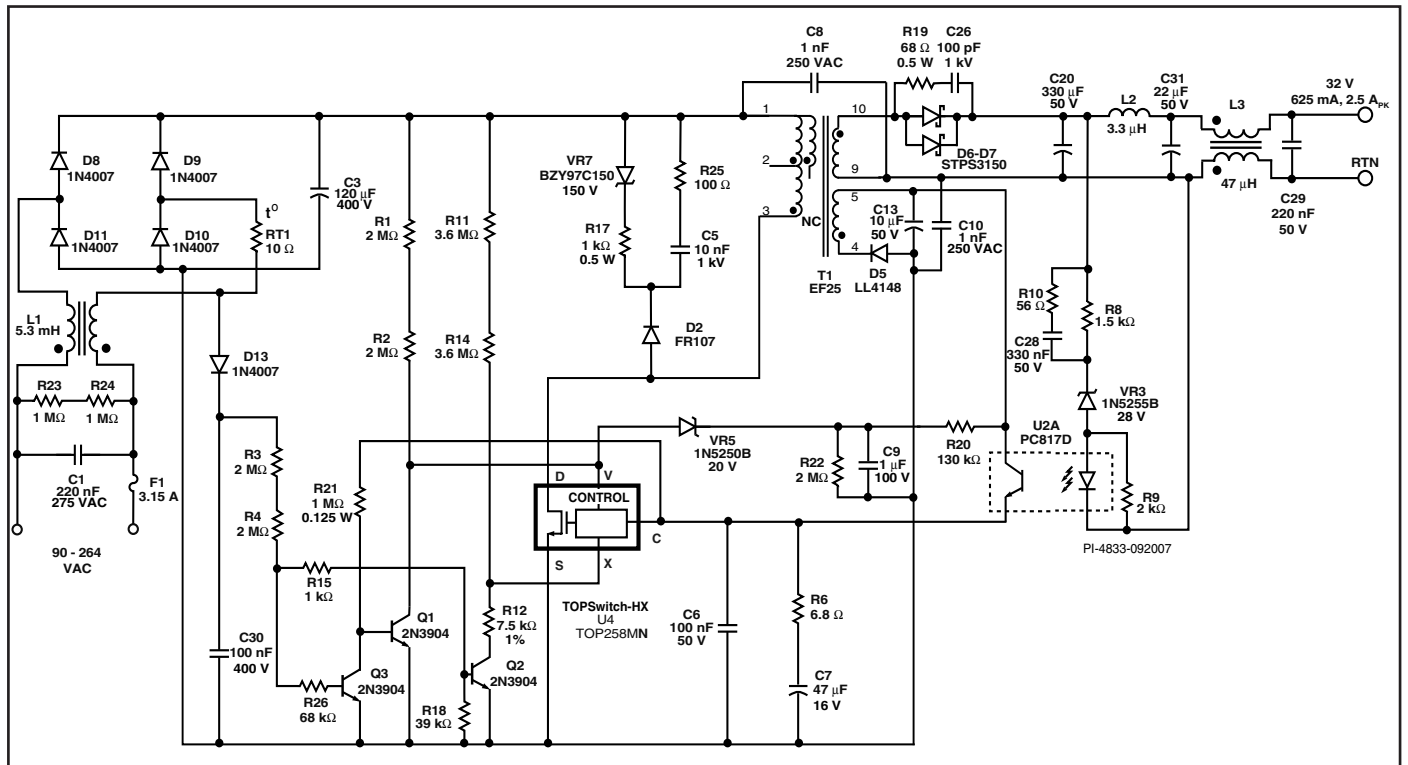 C8
1 nF
250 VAC
R19
68 Ω
0.5 W
C26
100 pF
1 kV
C20
330 µF
50 V
C31
22 µF
50 V
L2
3.3 µH
L3
47 µH
32 V
625 mA, 2.5 APK
RTN
C29
220 nF
50 V
1
2
3
10
9
5
4
NC
T1
EF25
D6-D7
STPS3150
D8
1N4007
D9
1N4007
D11
1N4007
D10
1N4007
C3
120 µF
400 V
tO
RT1
10 Ω
R1
2 MΩ
R11
3.6 MΩ
VR7
BZY97C150
150 V
R25
100 Ω
R17
1 kΩ
0.5 W
C5
10 nF
1 kV
C13
10 µF
50 V
C10
1 nF
250 VAC
D5
LL4148
L1
5.3 mH
D13
1N4007
R2
2 MΩ
R14
3.6 MΩ
D2
FR107
R10
56 Ω
R8
1.5 kΩ
C28
330 nF
50 V
VR3
1N5255B
28 V
R23
1 MΩ
R24
1 MΩ
C1
220 nF
275 VAC
F1
3.15 A
90 - 264
VAC
R3
2 MΩ
R4
2 MΩ
R21
1 MΩ
0.125 W
VR5
1N5250B
20 V
R22
2 MΩ
C9
1 µF
100 V
R20
130 kΩ
U2A
PC817D
R9
2 kΩ
PI-4833-092007
D
V
CONTROL
C
S
X
TOPSwitch-HX
U4
TOP258MN
R15
1 kΩ
R12
7.5 kΩ
1%
C6
100 nF
50 V
R6
6.8 Ω
C7
47 µF
16 V
C30
100 nF
400 V
Q1
2N3904
Q3
2N3904
Q2
2N3904
R26
68 kΩ
R18
39 kΩ